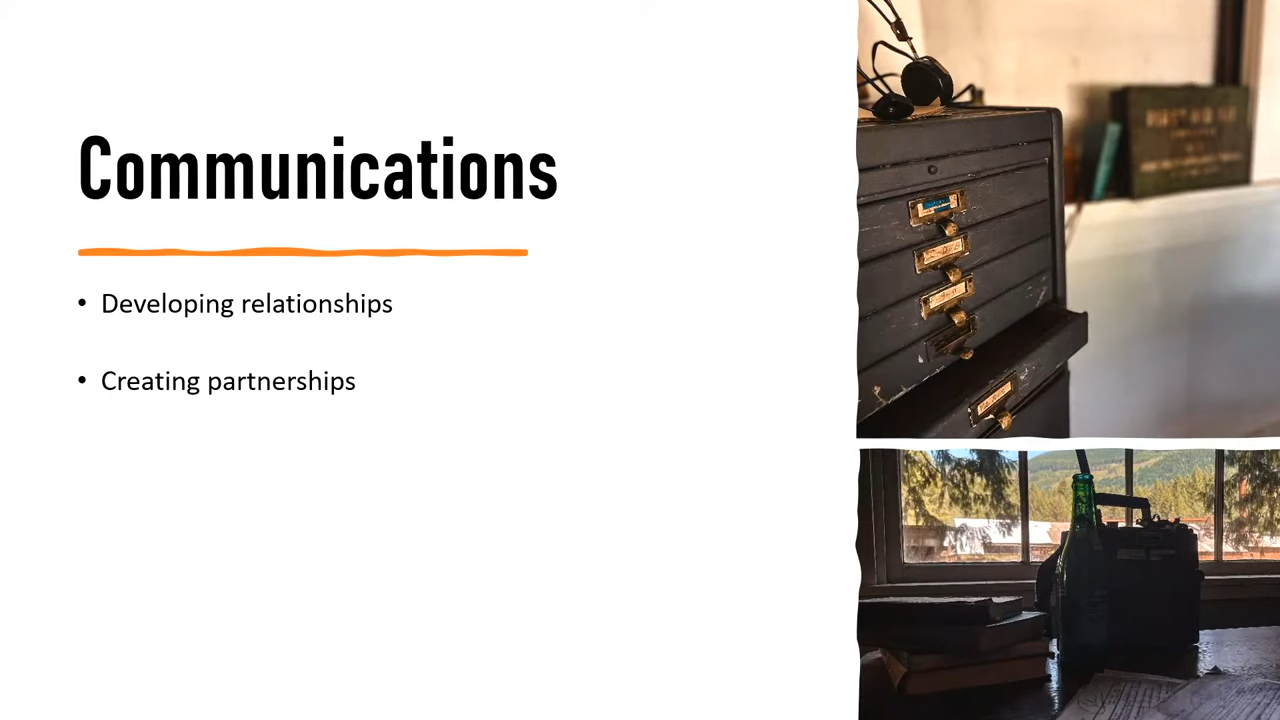 Communications
• Developing relationships
• Creating partnerships